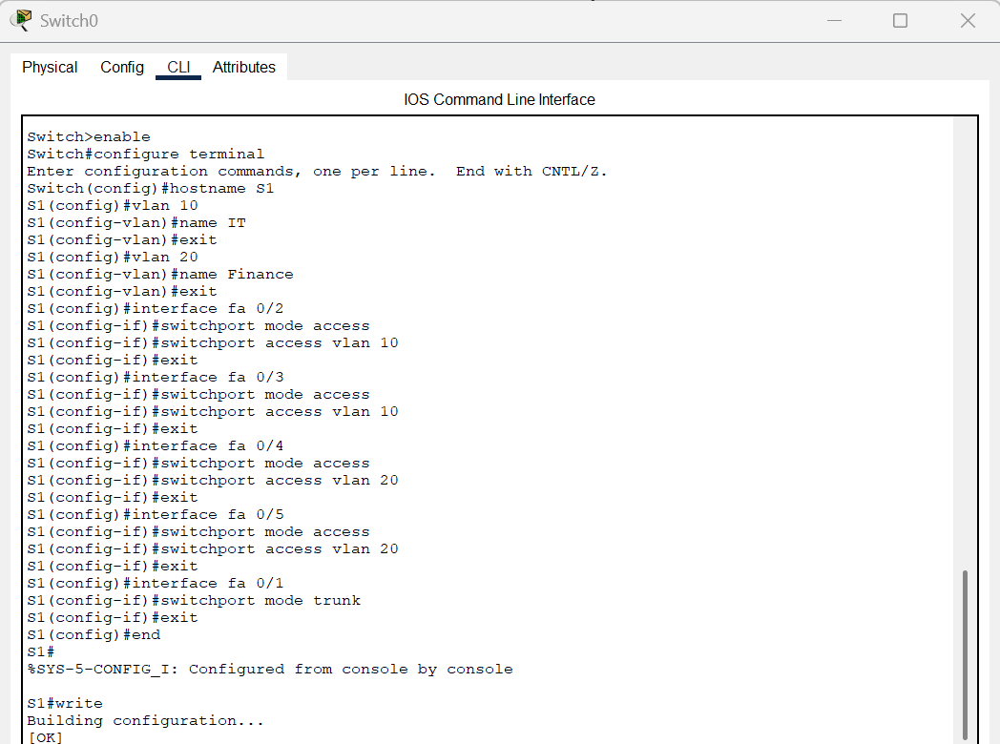 Switch0
Physical Config CLI Attributes
IOS Command Line Interface
Switch>enable
Switch#configure terminal
Enter configuration commands, one per line.  End with CNTL/Z.
Switch(config)#hostname S1
S1(config)#vlan 10
S1(config-vlan)#name IT
S1(config-vlan)#exit
S1(config)#vlan 20
S1(config-vlan)#name Finance
S1(config-vlan)#exit
S1(config)#interface fa 0/2
S1(config-if)#switchport mode access
S1(config-if)#switchport access vlan 10
S1(config-if)#exit
S1(config)#interface fa 0/3
S1(config-if)#switchport mode access
S1(config-if)#switchport access vlan 10
S1(config-if)#exit
S1(config)#interface fa 0/4
S1(config-if)#switchport mode access
S1(config-if)#switchport access vlan 20
S1(config-if)#exit
S1(config)#interface fa 0/5
S1(config-if)#switchport mode access
S1(config-if)#switchport access vlan 20
S1(config-if)#exit
S1(config)#interface fa 0/1
S1(config-if)#switchport mode trunk
S1(config-if)#exit
S1(config)#end
S1#
%SYS-5-CONFIG_I: Configured from console by console
S1#write
Building configuration...
[OK]